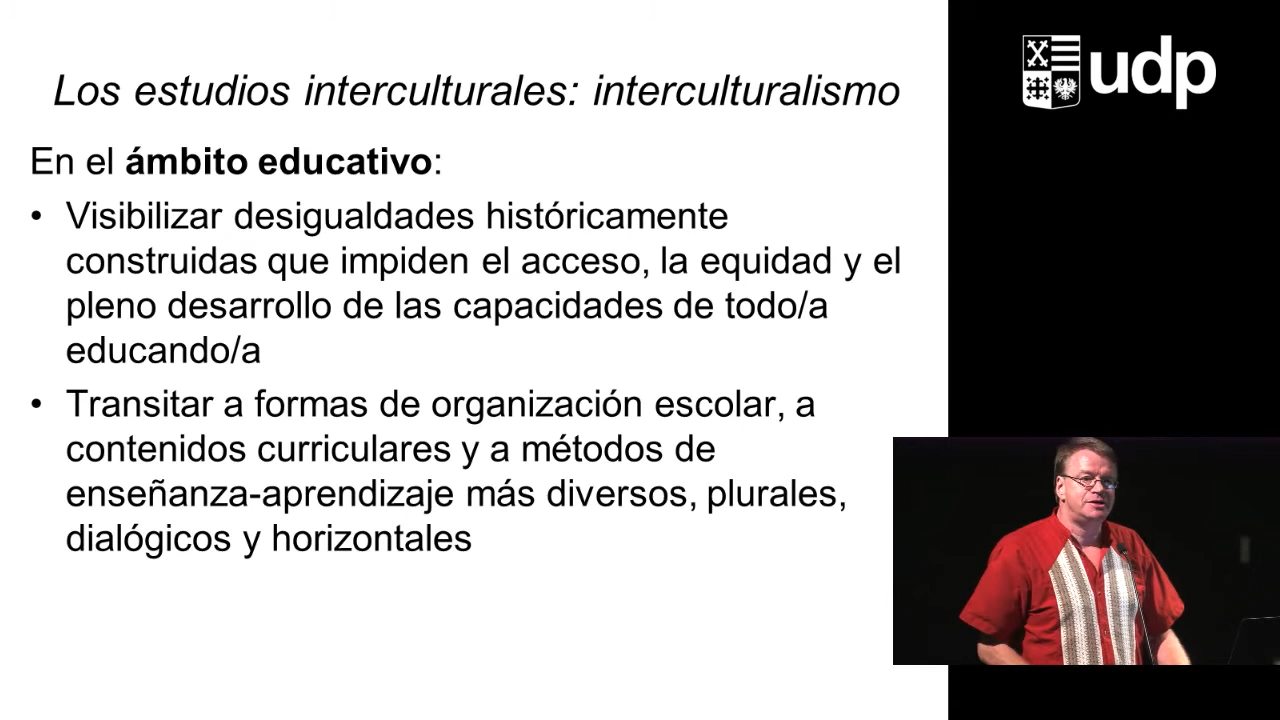 Los estudios interculturales: interculturalismo
En el ámbito educativo:
• Visibilizar desigualdades históricamente
construidas que impiden el acceso, la equidad y el
pleno desarrollo de las capacidades de todo/a
educando/a
• Transitar a formas de organización escolar, a
contenidos curriculares y a métodos de
enseñanza-aprendizaje más diversos, plurales,
dialógicos y horizontales
udp